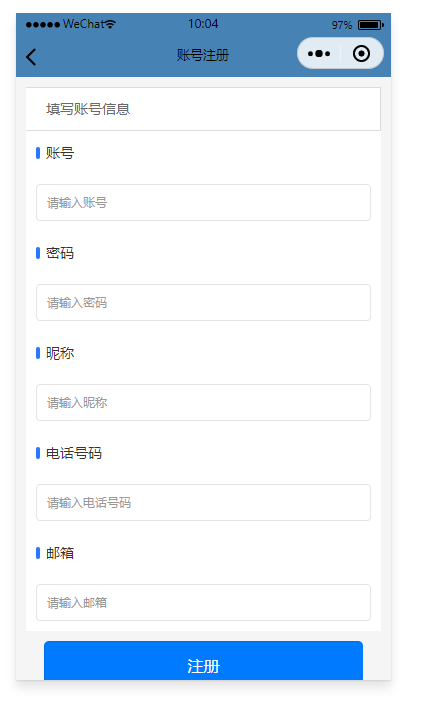 WeChat 10:04 97%
账号注册
填写账号信息
账号
请输入账号
密码
请输入密码
昵称
请输入昵称
电话号码
请输入电话号码
邮箱
请输入邮箱
注册